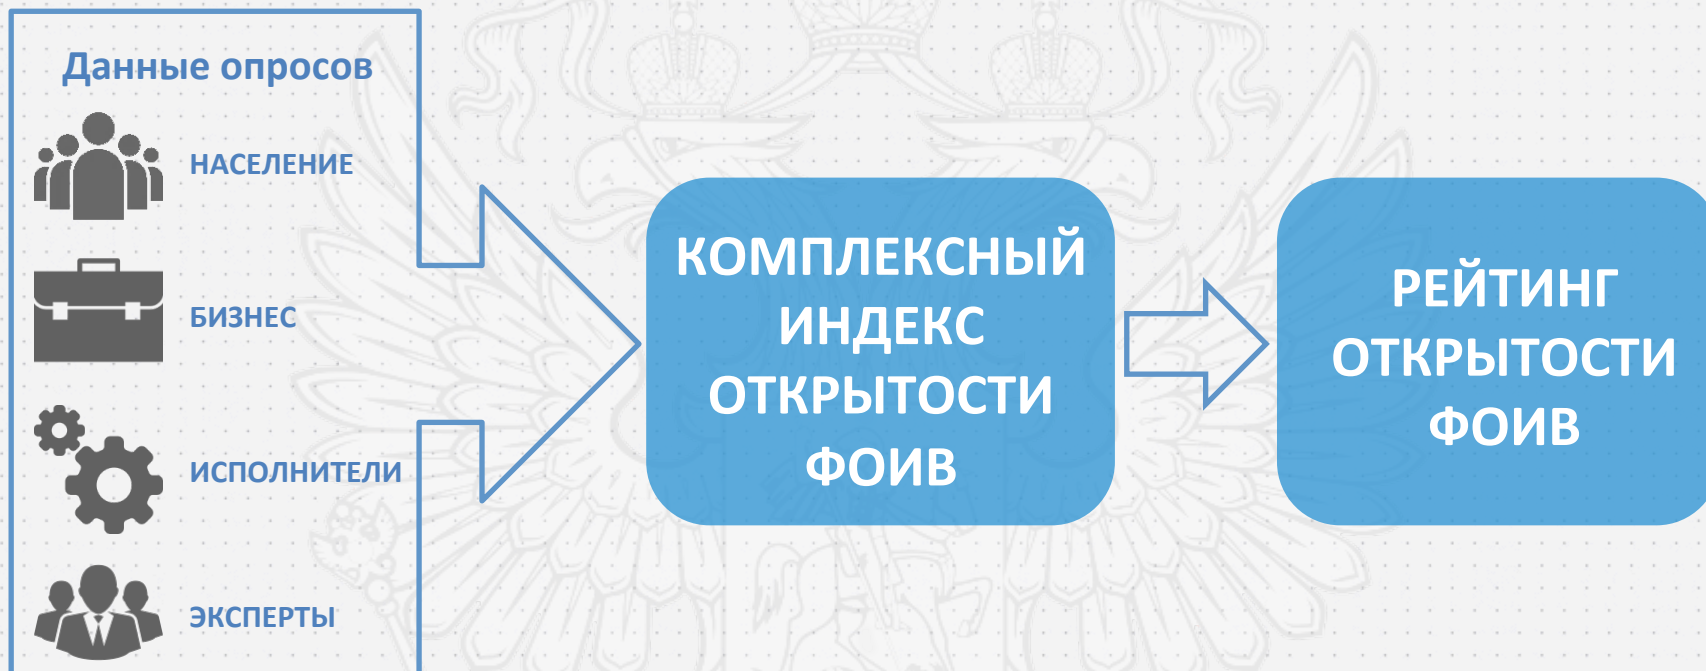 Данные опросов
НАСЕЛЕНИЕ
БИЗНЕС
ИСПОЛНИТЕЛИ
ЭКСПЕРТЫ
КОМПЛЕКСНЫЙ
ИНДЕКС
ОТКРЫТОСТИ
ФОИВ
РЕЙТИНГ
ОТКРЫТОСТИ
ФОИВ